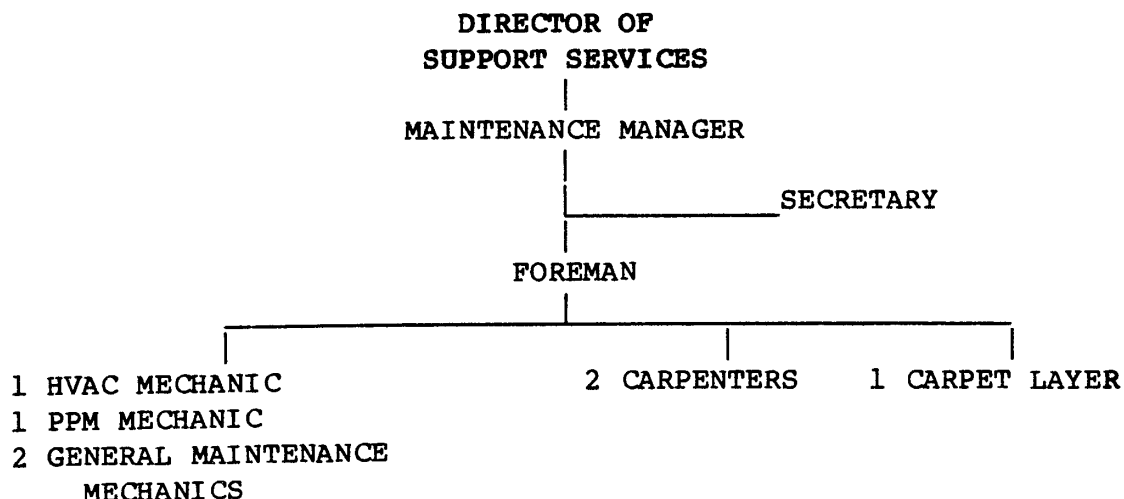 DIRECTOR OF
SUPPORT SERVICES
MAINTENANCE MANAGER
SECRETARY
FOREMAN
1 HVAC MECHANIC
1 PPM MECHANIC
2 GENERAL MAINTENANCE
MECHANICS
2 CARPENTERS
1 CARPET LAYER